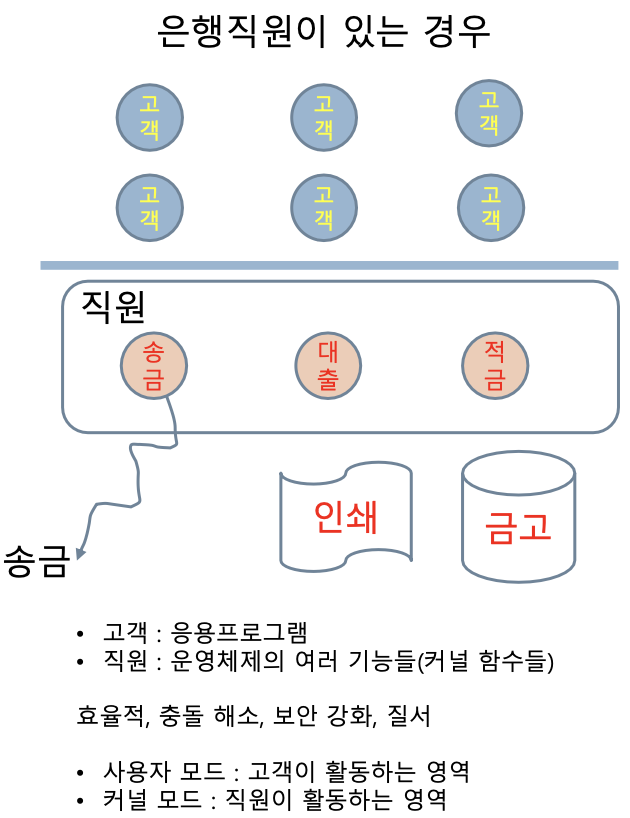 은행직원이 있는 경우
고
객
고
객
고
객
고
객
고
객
고
객
직원
송
금
대
출
적
금
인쇄
금고
송금
• 고객 : 응용프로그램
• 직원 : 운영체제의 여러 기능들(커널 함수들)
효율적, 충돌 해소, 보안 강화, 질서
• 사용자 모드 : 고객이 활동하는 영역
• 커널 모드 : 직원이 활동하는 영역